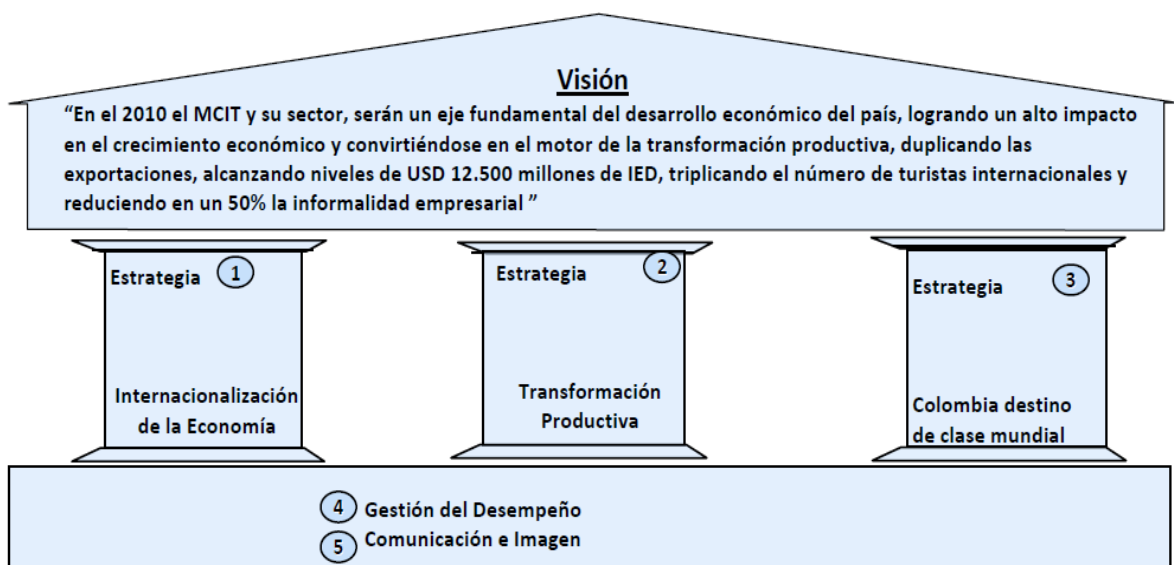 Visión
“En el 2010 el MCIT y su sector, serán un eje fundamental del desarrollo económico del país, logrando un alto impacto
en el crecimiento económico y convirtiéndose en el motor de la transformación productiva, duplicando las
exportaciones, alcanzando niveles de USD 12.500 millones de IED, triplicando el número de turistas internacionales y
reduciendo en un 50% la informalidad empresarial ”
Estrategia 1
Internacionalización
de la Economía
Estrategia 2
Transformación
Productiva
Estrategia 3
Colombia destino
de clase mundial
4 Gestión del Desempeño
5 Comunicación e Imagen